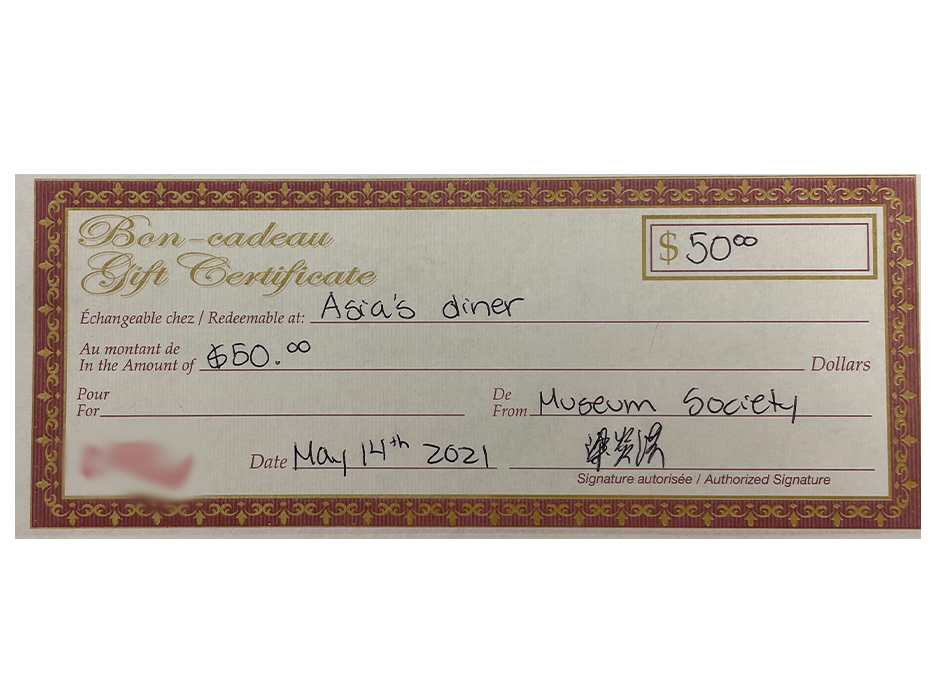 Bon-cadeau
$ 50⁰⁰
Gift Certificate
Échangeable chez / Redeemable at: Asia's diner
Au montant de
In the Amount of $50.⁰⁰ Dollars
Pour
For
De
From Museum Society
Date May 14th 2021
Signature autorisée / Authorized Signature